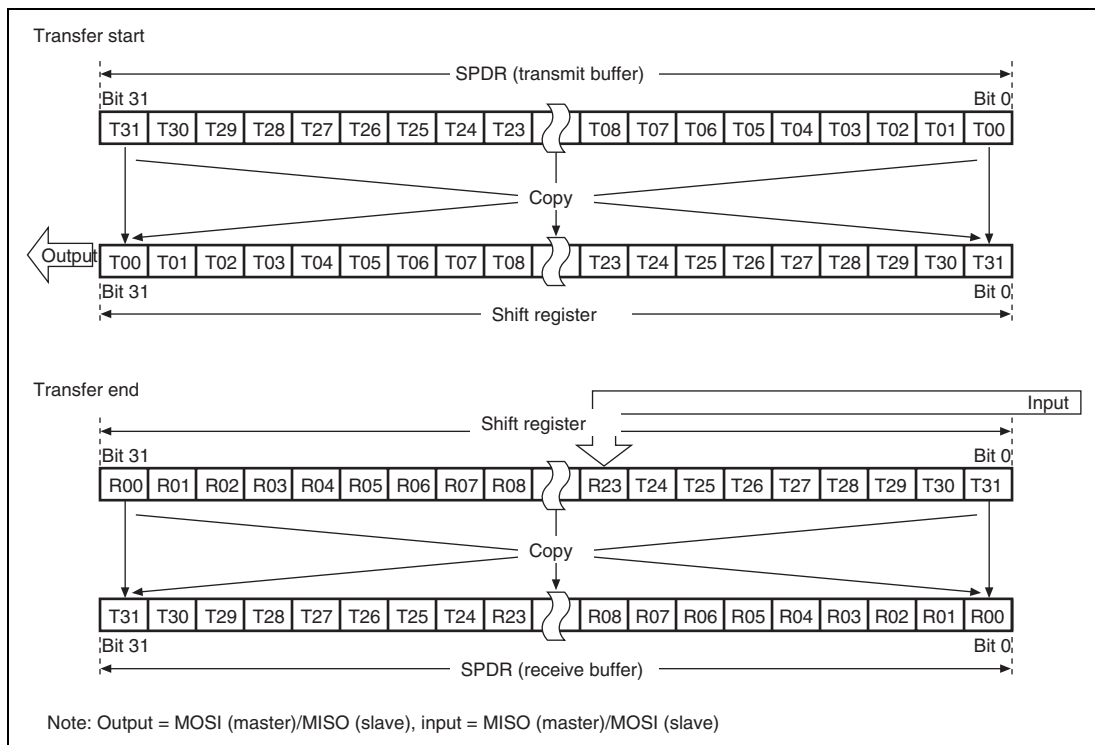 Transfer start
SPDR (transmit buffer)
Bit 31 Bit 0
T31 T30 T29 T28 T27 T26 T25 T24 T23 T08 T07 T06 T05 T04 T03 T02 T01 T00
Copy
Output
T00 T01 T02 T03 T04 T05 T06 T07 T08 T23 T24 T25 T26 T27 T28 T29 T30 T31
Bit 31 Bit 0
Shift register
Transfer end
Input
Shift register
Bit 31 Bit 0
R00 R01 R02 R03 R04 R05 R06 R07 R08 R23 T24 T25 T26 T27 T28 T29 T30 T31
Copy
T31 T30 T29 T28 T27 T26 T25 T24 R23 R08 R07 R06 R05 R04 R03 R02 R01 R00
Bit 31 Bit 0
SPDR (receive buffer)
Note: Output = MOSI (master)/MISO (slave), input = MISO (master)/MOSI (slave)